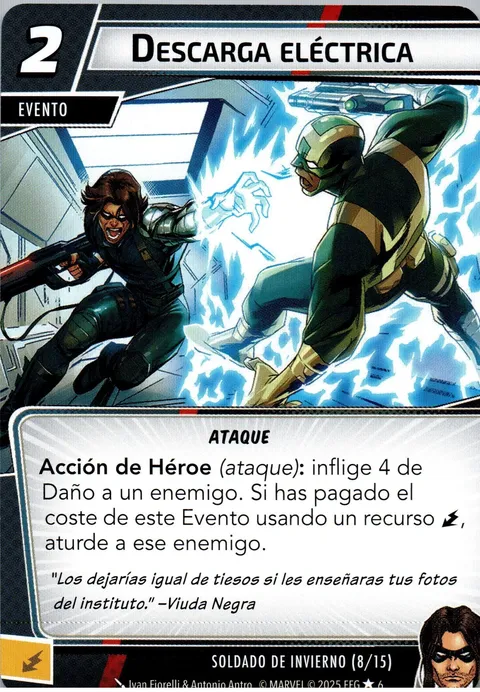 2
DESCARGA ELÉCTRICA
EVENTO
ATAQUE
Acción de Héroe (ataque): inflige 4 de
Daño a un enemigo. Si has pagado el
coste de este Evento usando un recurso ,
aturde a ese enemigo.
"Los dejarías igual de tiesos si les enseñaras tus fotos
del instituto." –Viuda Negra
SOLDADO DE INVIERNO (8/15)
Ivan Fiorelli & Antonio Antro. © MARVEL © 2025 FFG ★ 6